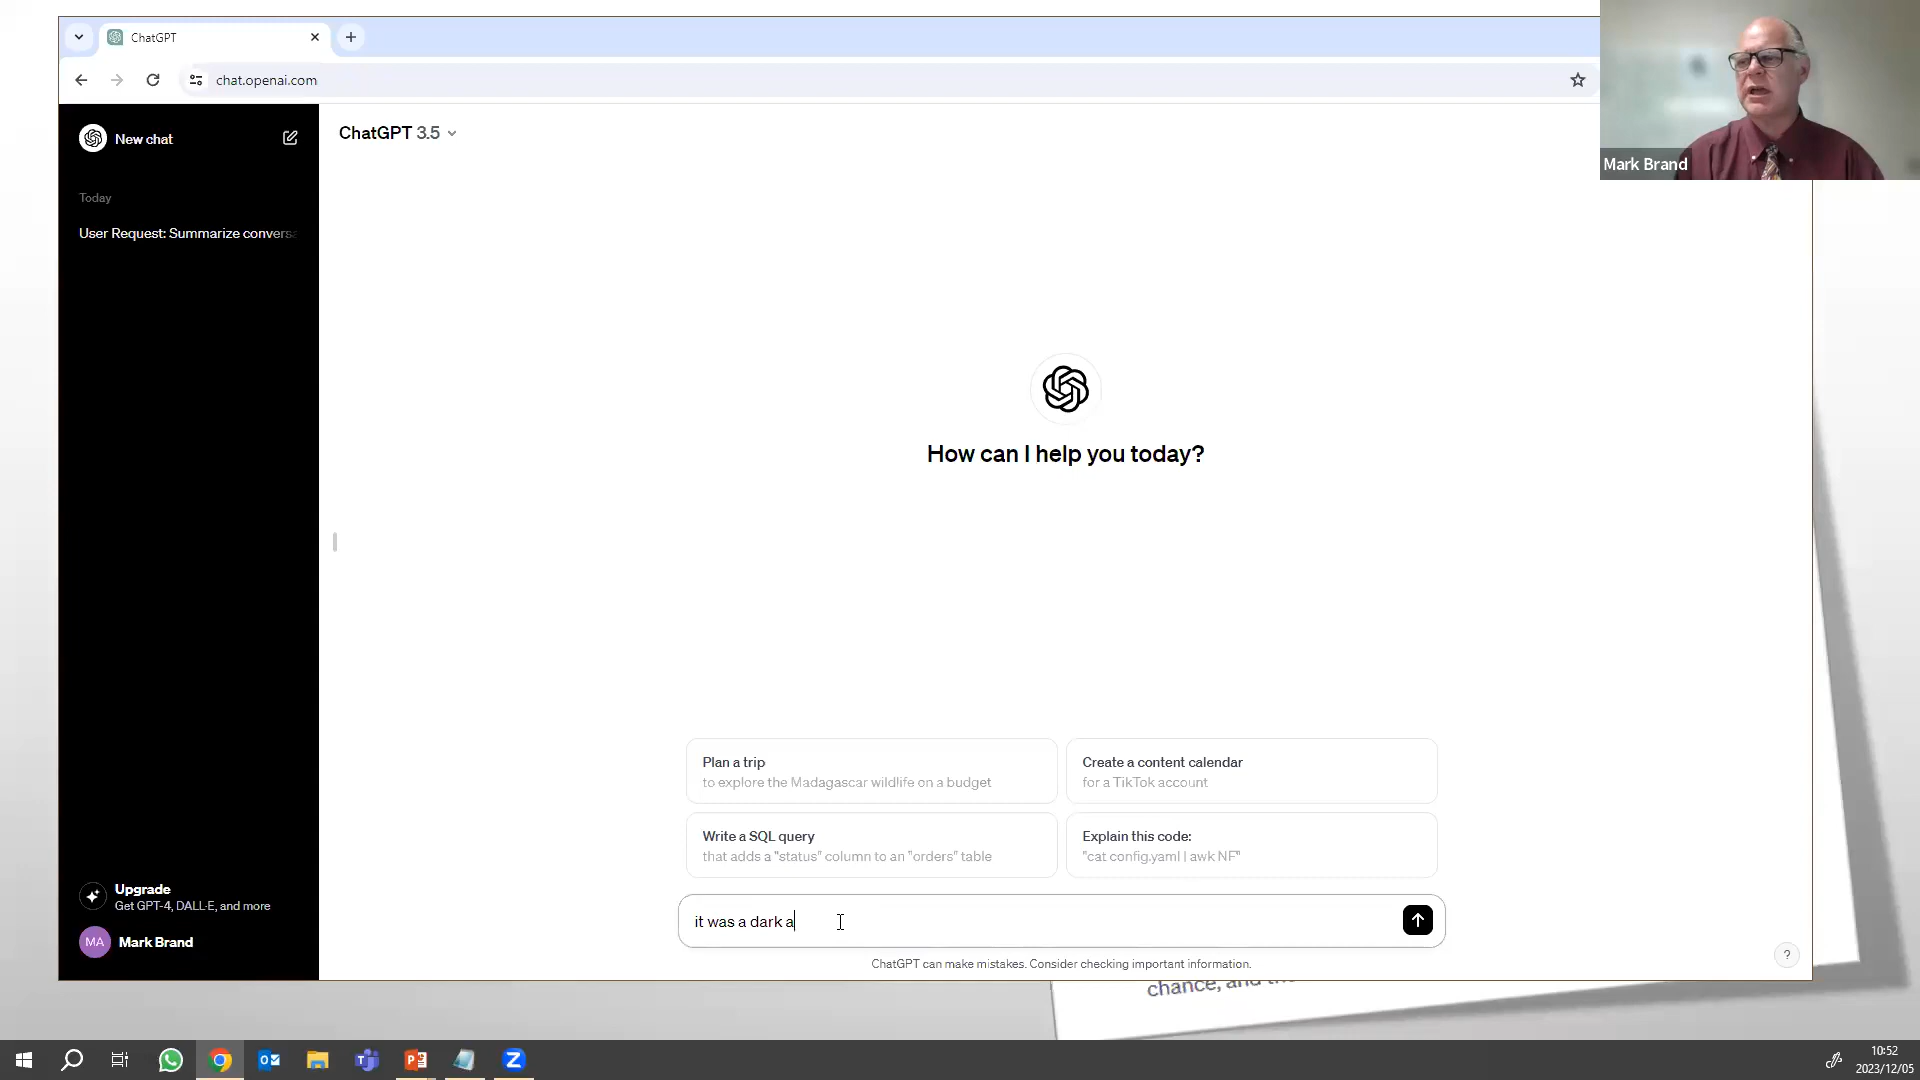 ChatGPT
chat.openai.com
New chat
Today
User Request: Summarize convers
ChatGPT 3.5
Mark Brand
How can I help you today?
Plan a trip
to explore the Madagascar wildlife on a budget
Create a content calendar
for a TikTok account
Write a SQL query
that adds a "status" column to an "orders" table
Explain this code:
"cat config.yaml | awk NF"
Upgrade
Get GPT-4, DALL·E, and more
MA
Mark Brand
it was a dark a
ChatGPT can make mistakes. Consider checking important information.
?
chance, and
10:52
2023/12/05